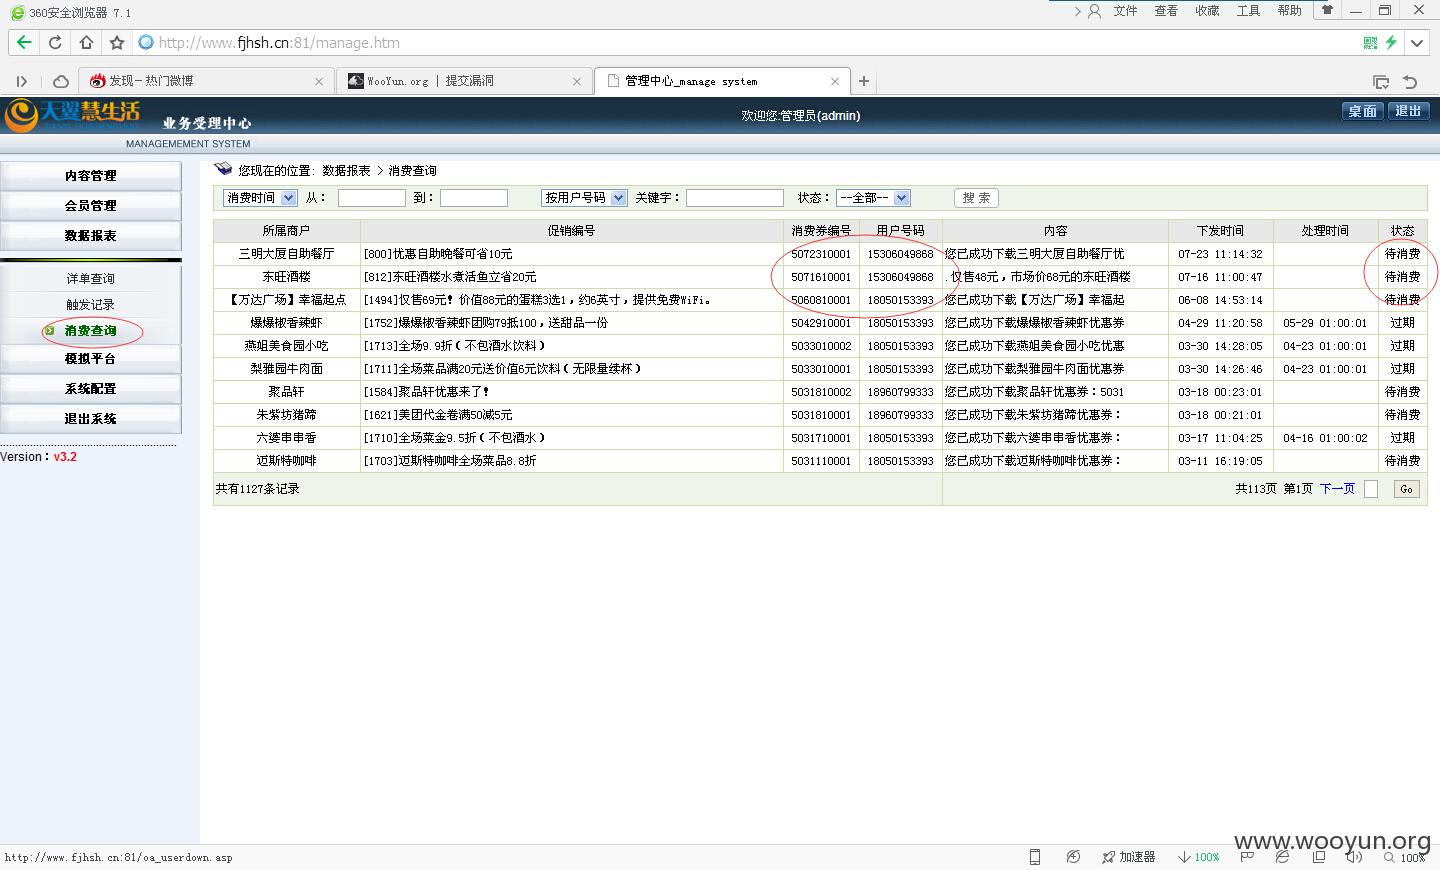 360安全浏览器 7.1
文件 查看 收藏 工具 帮助
http://www.fjhsh.cn:81/manage.htm
发现－热门微博
WooYun.org | 提交漏洞
管理中心_manage system
天翼慧生活 业务受理中心
MANAGEMEMENT SYSTEM
欢迎您:管理员(admin)
桌面 退出
内容管理
会员管理
数据报表
详单查询
触发记录
消费查询
模拟平台
系统配置
退出系统
Version：v3.2
您现在的位置：数据报表 > 消费查询
消费时间 从： 到： 按用户号码 关键字： 状态： --全部-- 搜 索
所属商户 促销编号 消费券编号 用户号码 内容 下发时间 处理时间 状态
三明大厦自助餐厅 [800]优惠自助晚餐可省10元 5072310001 15306049868 您已成功下载三明大厦自助餐厅优 07-23 11:14:32 待消费
东旺酒楼 [812]东旺酒楼水煮活鱼立省20元 5071610001 15306049868 .仅售48元，市场价68元的东旺酒楼 07-16 11:00:47 待消费
【万达广场】幸福起点 [1494]仅售69元！价值88元的蛋糕3选1，约6英寸，提供免费WiFi。 5060810001 18050153393 您已成功下载【万达广场】幸福起 06-08 14:53:14 待消费
爆爆椒香辣虾 [1752]爆爆椒香辣虾团购79抵100，送甜品一份 5042910001 18050153393 您已成功下载爆爆椒香辣虾优惠券 04-29 11:20:58 05-29 01:00:01 过期
燕姐美食园小吃 [1713]全场9.9折（不包酒水饮料） 5033010002 18050153393 您已成功下载燕姐美食园小吃优惠 03-30 14:28:05 04-23 01:00:01 过期
梨雅园牛肉面 [1711]全场菜品满20元送价值6元饮料（无限量续杯） 5033010001 18050153393 您已成功下载梨雅园牛肉面优惠券 03-30 14:26:46 04-23 01:00:01 过期
聚品轩 [1584]聚品轩优惠来了！ 5031810002 18960799333 您已成功下载聚品轩优惠券：5031 03-18 00:23:01 待消费
朱紫坊猪蹄 [1621]美团代金卷满50减5元 5031810001 18960799333 您已成功下载朱紫坊猪蹄优惠券： 03-18 00:21:01 待消费
六婆串串香 [1710]全场菜金9.5折（不包酒水） 5031710001 18050153393 您已成功下载六婆串串香优惠券： 03-17 11:04:25 04-16 01:00:02 过期
迈斯特咖啡 [1703]迈斯特咖啡全场菜品8.8折 5031110001 18050153393 您已成功下载迈斯特咖啡优惠券： 03-11 16:19:05 待消费
共有1127条记录 共113页 第1页 下一页 Go
www.wooyun.org
http://www.fjhsh.cn:81/oa_userdown.asp 加速器 100% 100%